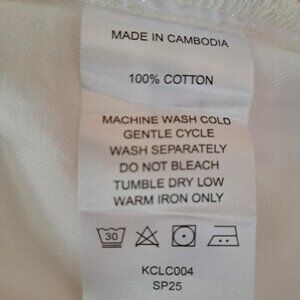 MADE IN CAMBODIA
100% COTTON
MACHINE WASH COLD
GENTLE CYCLE
WASH SEPARATELY
DO NOT BLEACH
TUMBLE DRY LOW
WARM IRON ONLY
30
KCLC004
SP25